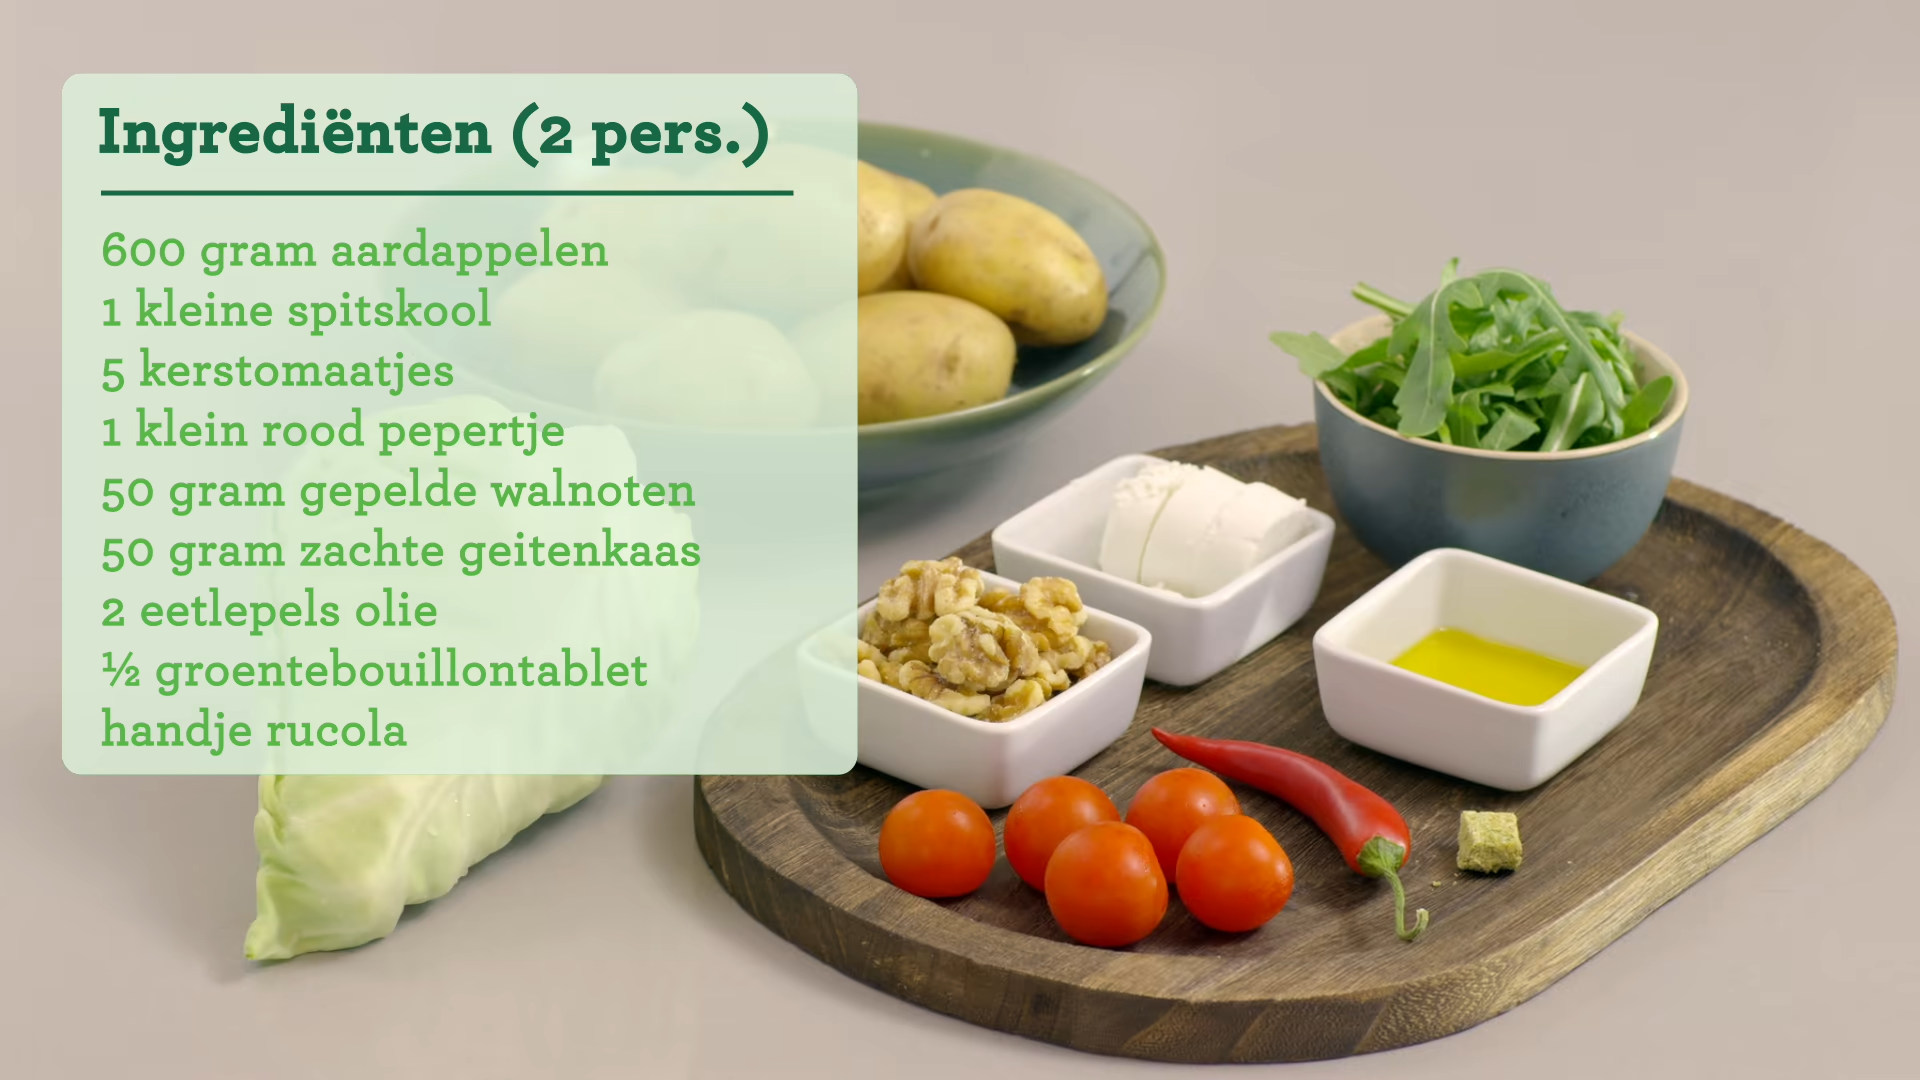 Ingrediënten (2 pers.)
600 gram aardappelen
1 kleine spitskool
5 kerstomaatjes
1 klein rood pepertje
50 gram gepelde walnoten
50 gram zachte geitenkaas
2 eetlepels olie
½ groentebouillontablet
handje rucola